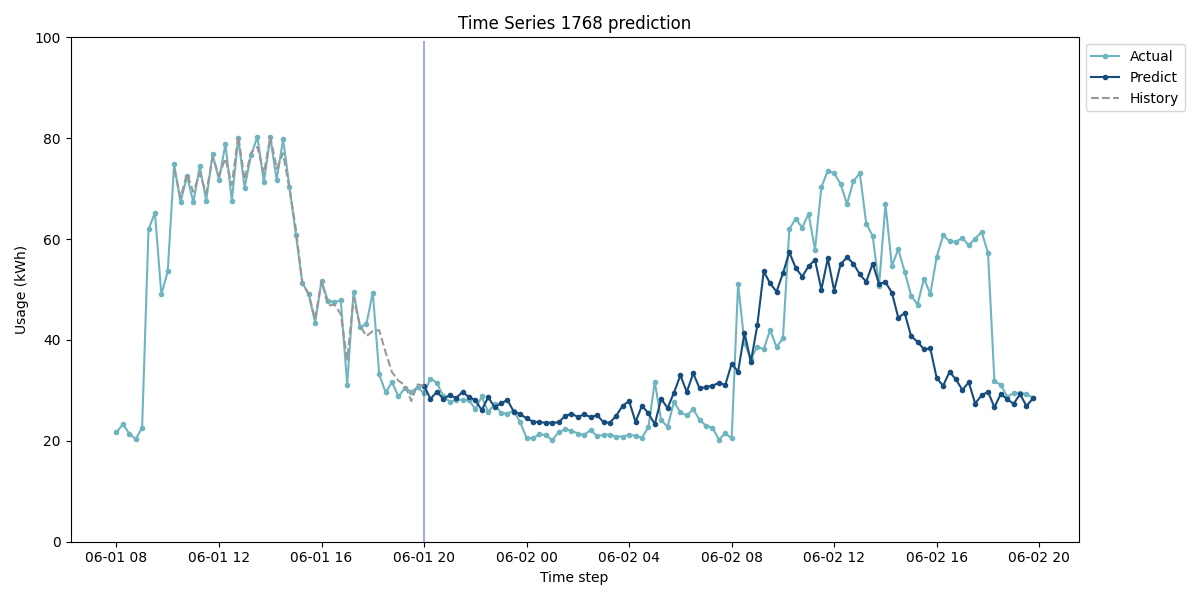 Time Series 1768 prediction
Actual
Predict
History
Usage (kWh)
100
80
60
40
20
0
06-01 08
06-01 12
06-01 16
06-01 20
06-02 00
06-02 04
06-02 08
06-02 12
06-02 16
06-02 20
Time step